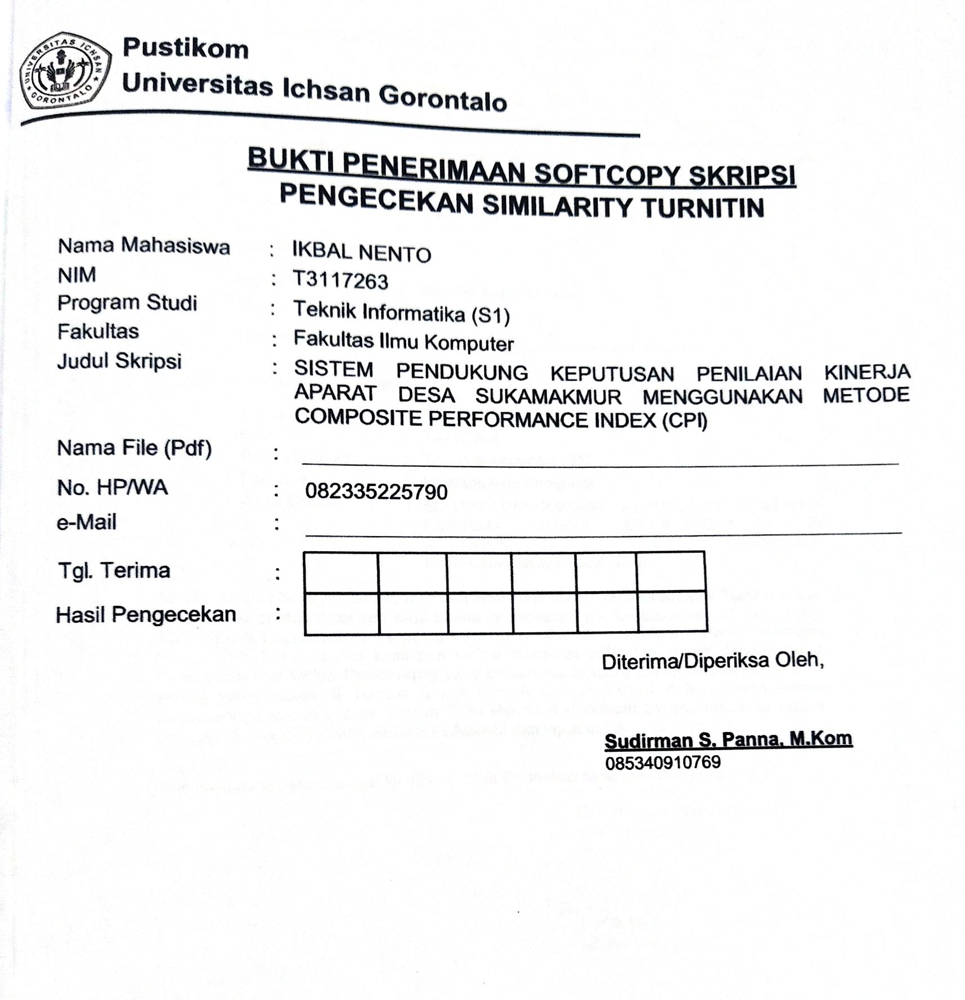 UNIVERSITAS ICHSAN
GORONTALO
Pustikom
Universitas Ichsan Gorontalo
BUKTI PENERIMAAN SOFTCOPY SKRIPSI
PENGECEKAN SIMILARITY TURNITIN
Nama Mahasiswa : IKBAL NENTO
NIM : T3117263
Program Studi : Teknik Informatika (S1)
Fakultas : Fakultas Ilmu Komputer
Judul Skripsi : SISTEM PENDUKUNG KEPUTUSAN PENILAIAN KINERJA
APARAT DESA SUKAMAKMUR MENGGUNAKAN METODE
COMPOSITE PERFORMANCE INDEX (CPI)
Nama File (Pdf) :
No. HP/WA : 082335225790
e-Mail :
Tgl. Terima :
Hasil Pengecekan :
Diterima/Diperiksa Oleh,
Sudirman S. Panna, M.Kom
085340910769